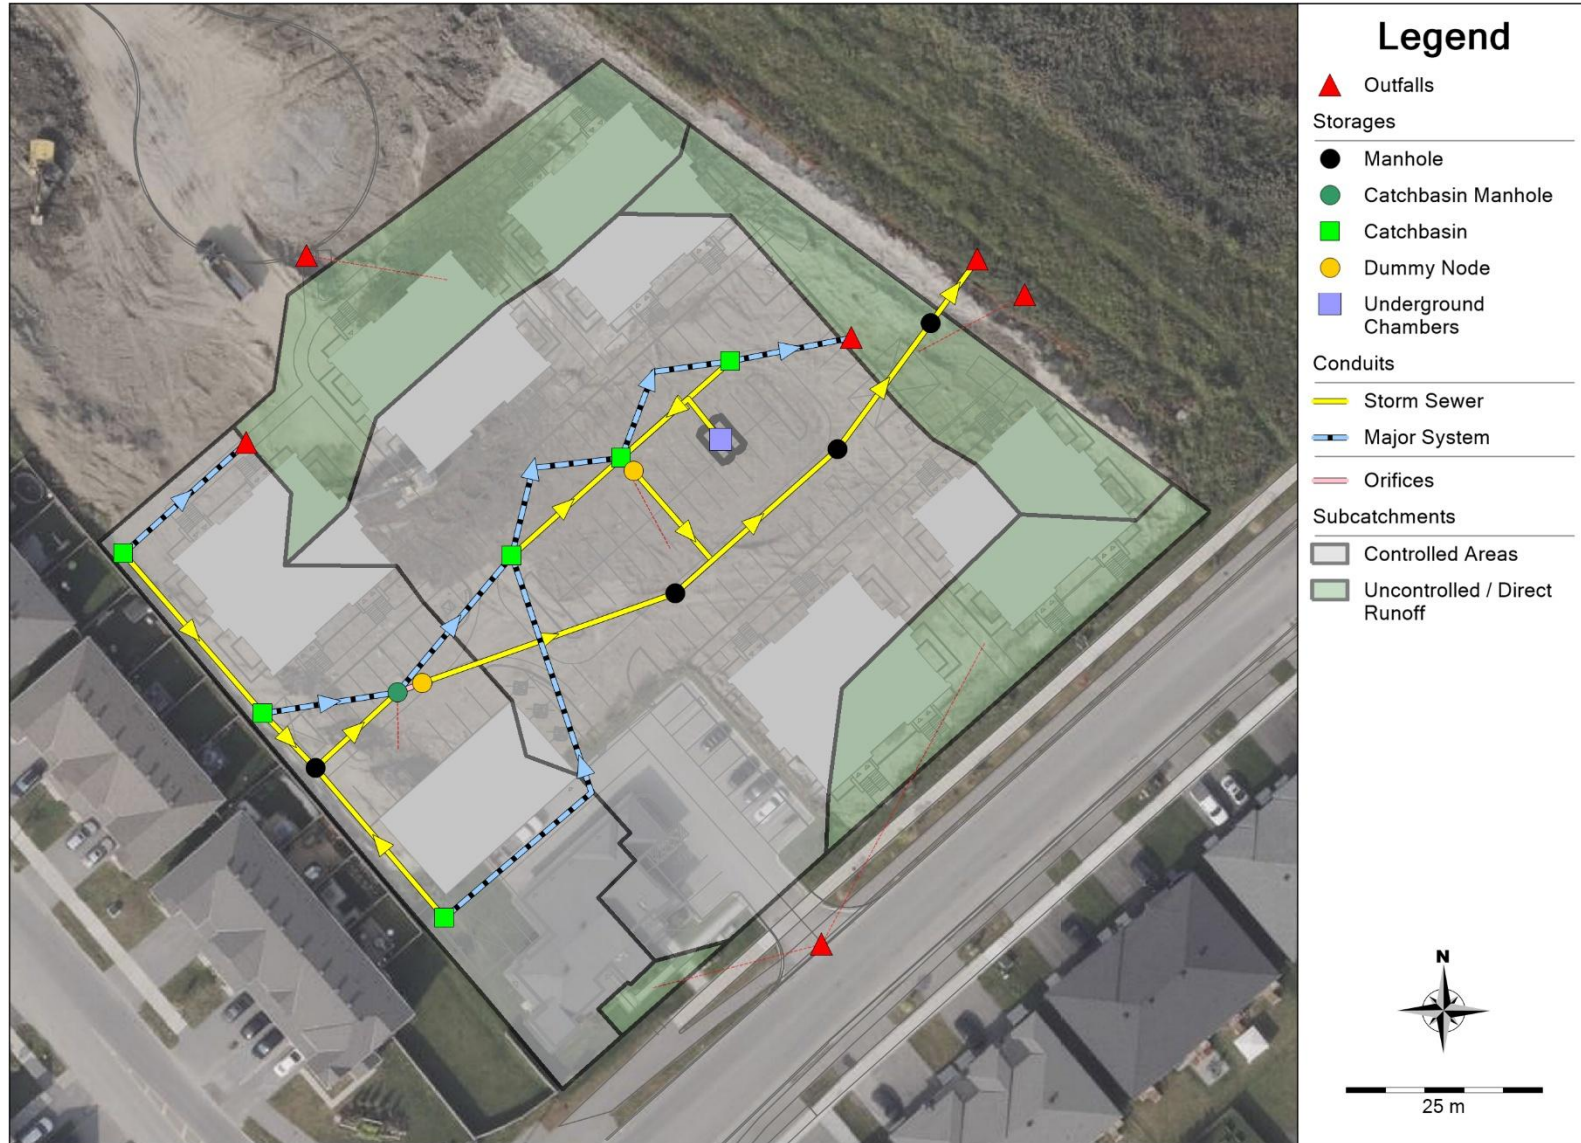 Legend
Outfalls
Storages
Manhole
Catchbasin Manhole
Catchbasin
Dummy Node
Underground
Chambers
Conduits
Storm Sewer
Major System
Orifices
Subcatchments
Controlled Areas
Uncontrolled / Direct
Runoff
N
25 m